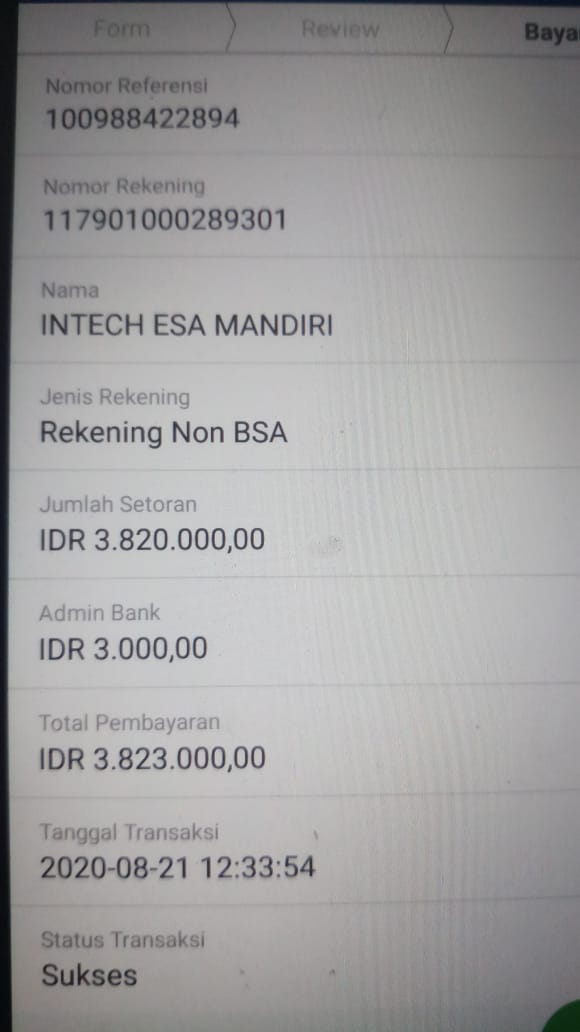 Form
Review
Nomor Referensi
100988422894
Nomor Rekening
117901000289301
Nama
INTECH ESA MANDIRI
Jenis Rekening
Rekening Non BSA
Jumlah Setoran
IDR 3.820.000,00
Admin Bank
IDR 3.000,00
Total Pembayaran
IDR 3.823.000,00
Tanggal Transaksi
2020-08-21 12:33:54
Status Transaksi
Sukses